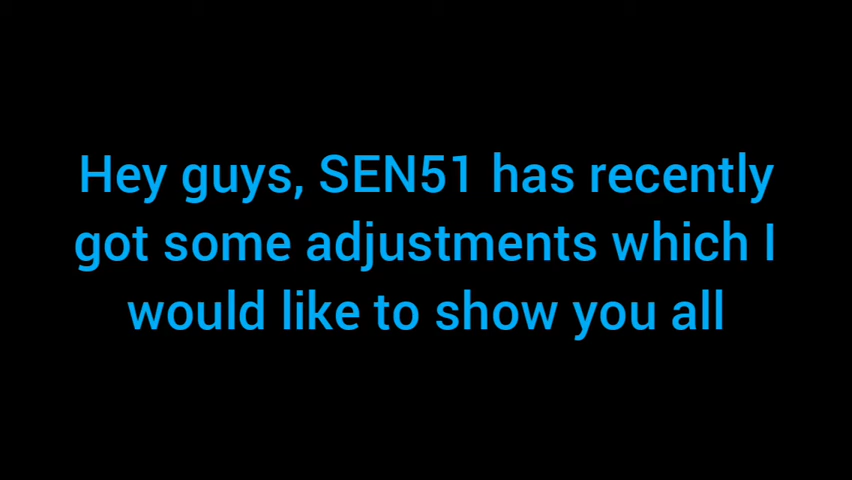 Hey guys, SEN51 has recently
got some adjustments which I
would like to show you all